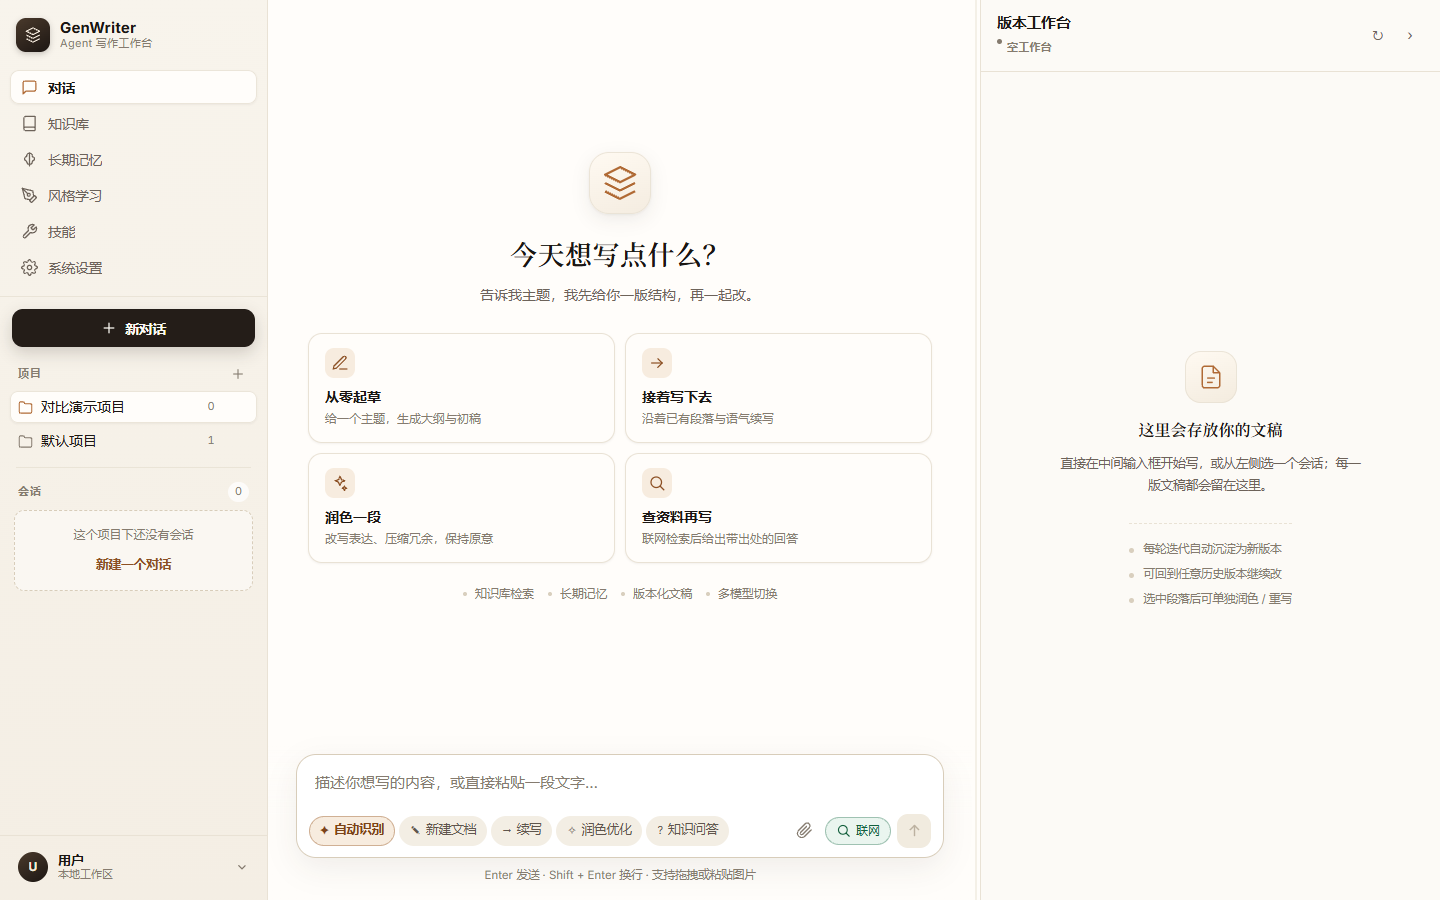 GenWriter
Agent 写作工作台
对话
知识库
长期记忆
风格学习
技能
系统设置
新对话
项目
对比演示项目 0
默认项目 1
会话 0
这个项目下还没有会话
新建一个对话
U
用户
本地工作区
今天想写点什么？
告诉我主题，我先给你一版结构，再一起改。
从零起草
给一个主题，生成大纲与初稿
接着写下去
沿着已有段落与语气续写
润色一段
改写表达、压缩冗余，保持原意
查资料再写
联网检索后给出带出处的回答
知识库检索 长期记忆 版本化文稿 多模型切换
描述你想写的内容，或直接粘贴一段文字...
自动识别 新建文档 → 续写 润色优化 ? 知识问答 联网
Enter 发送 · Shift + Enter 换行 · 支持拖拽或粘贴图片
版本工作台
空工作台
这里会存放你的文稿
直接在中间输入框开始写，或从左侧选一个会话；每一
版文稿都会留在这里。
每轮迭代自动沉淀为新版本
可回到任意历史版本继续改
选中段落后可单独润色 / 重写